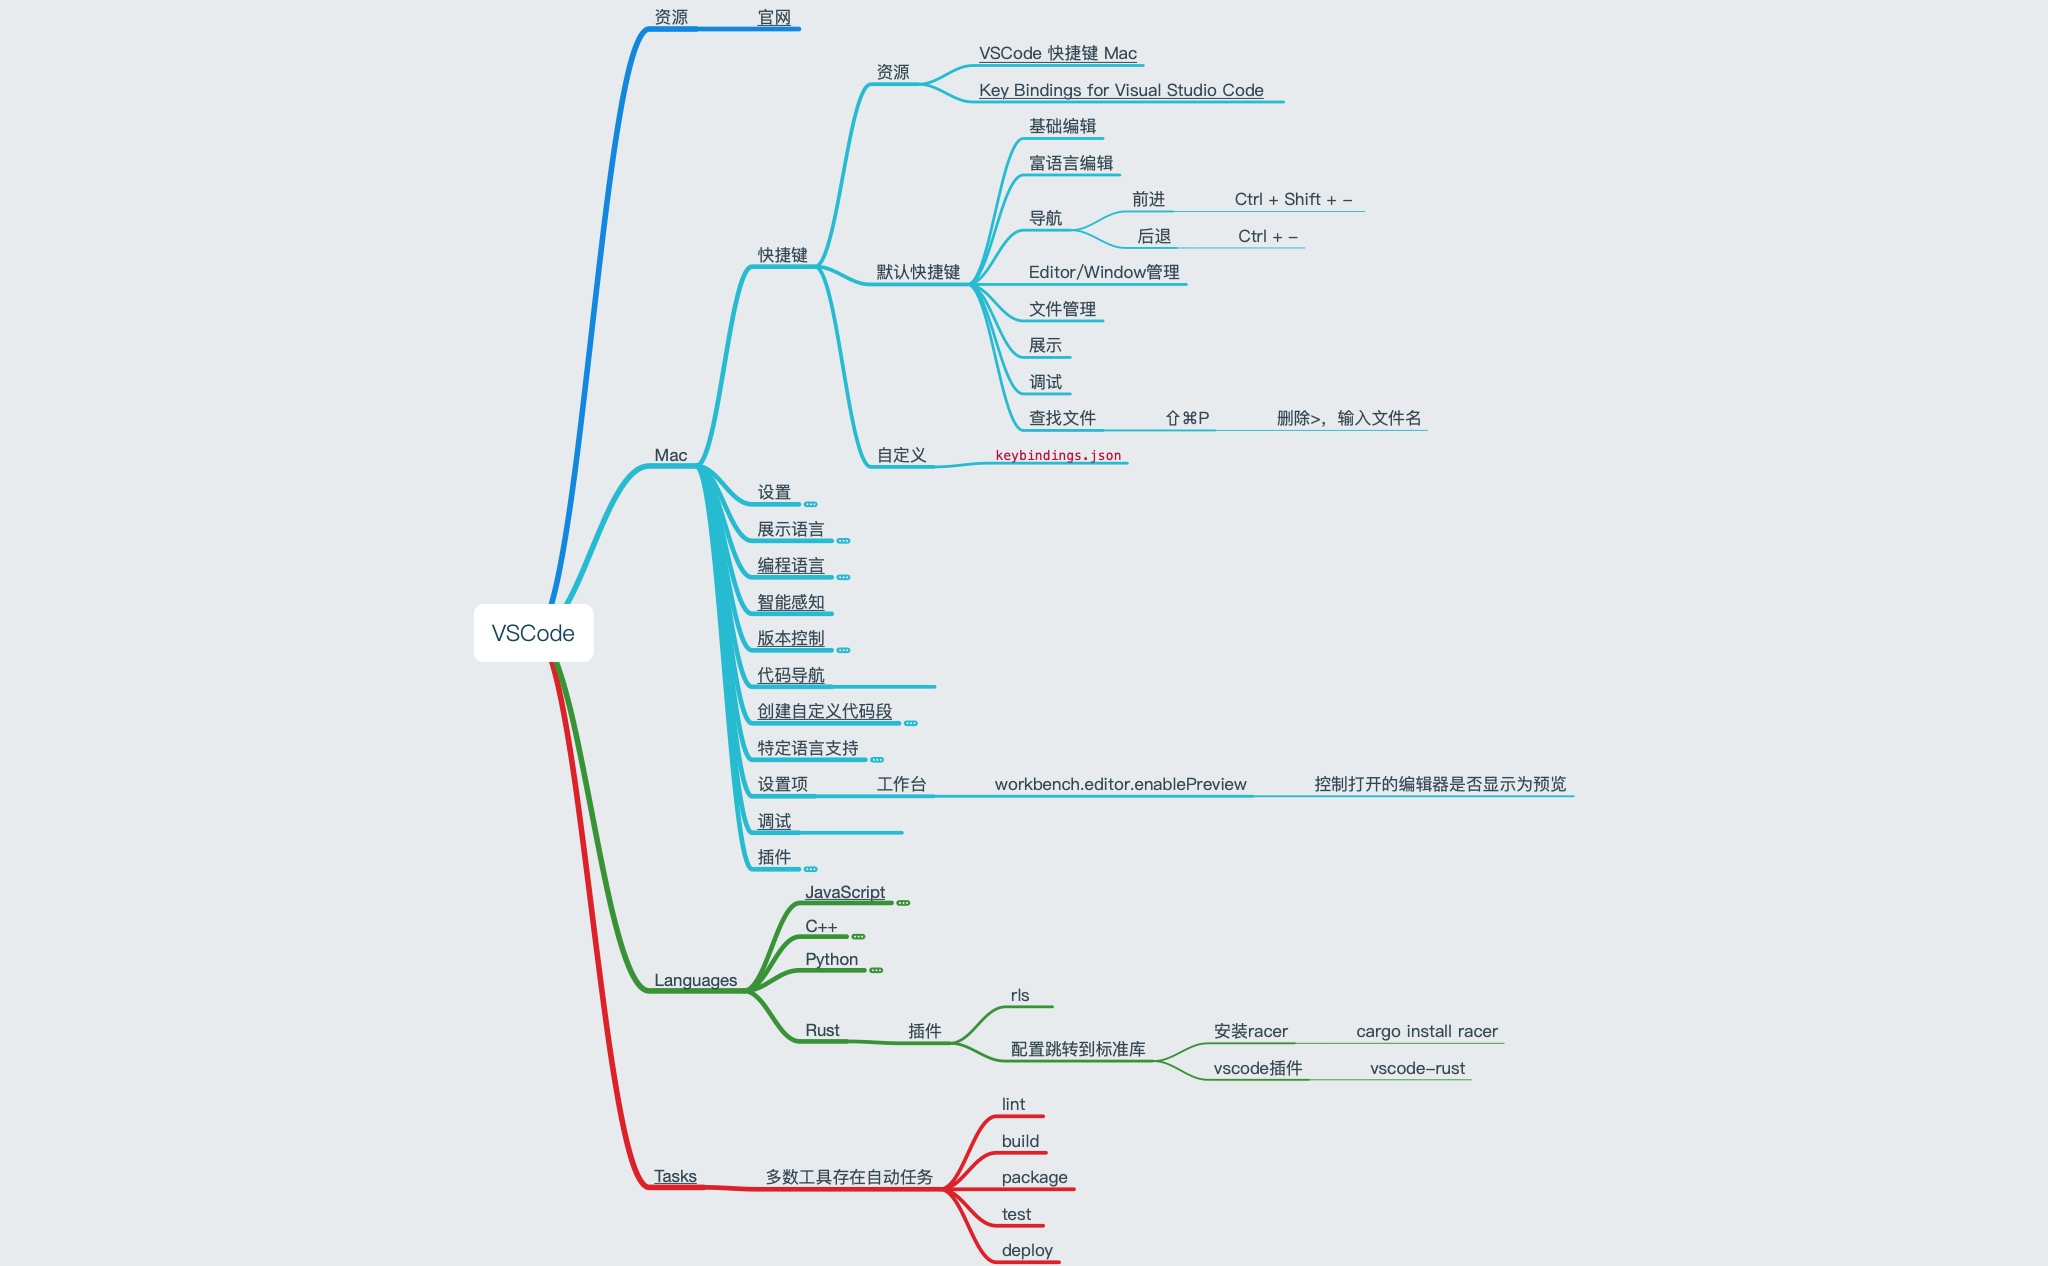 资源
官网
VSCode 快捷键 Mac
资源
Key Bindings for Visual Studio Code
基础编辑
富语言编辑
前进
Ctrl + Shift + -
导航
后退
Ctrl + -
快捷键
默认快捷键
Editor/Window管理
文件管理
展示
调试
查找文件
⇧⌘P
删除>，输入文件名
Mac
自定义
keybindings.json
设置
展示语言
编程语言
智能感知
VSCode
版本控制
代码导航
创建自定义代码段
特定语言支持
设置项
工作台
workbench.editor.enablePreview
控制打开的编辑器是否显示为预览
调试
插件
JavaScript
C++
Python
Languages
rls
Rust
插件
安装racer
cargo install racer
配置跳转到标准库
vscode插件
vscode-rust
lint
build
Tasks
多数工具存在自动任务
package
test
deploy